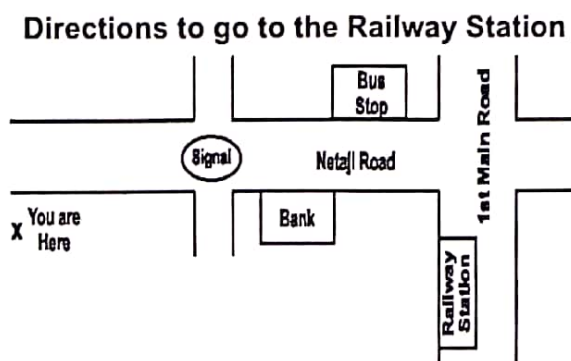 Directions to go to the Railway Station
Bus
Stop
1st Main Road
Signal
Netaji Road
X You are
Here
Bank
Railway
Station